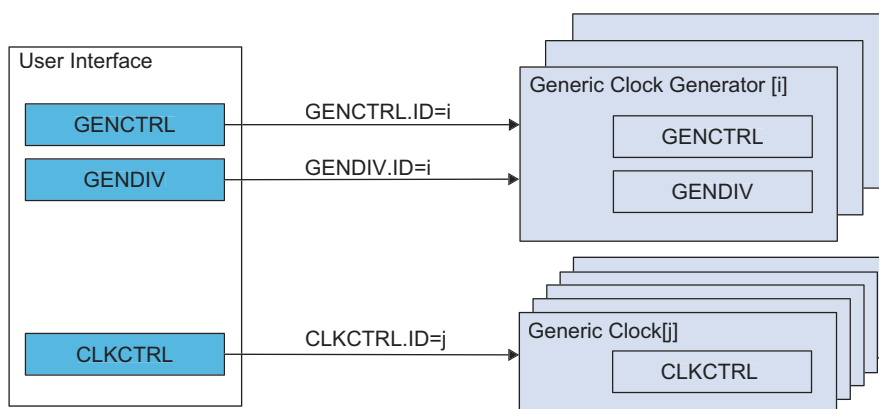 User Interface
GENCTRL
GENDIV
CLKCTRL
GENCTRL.ID=i
GENDIV.ID=i
CLKCTRL.ID=j
Generic Clock Generator [i]
GENCTRL
GENDIV
Generic Clock[j]
CLKCTRL